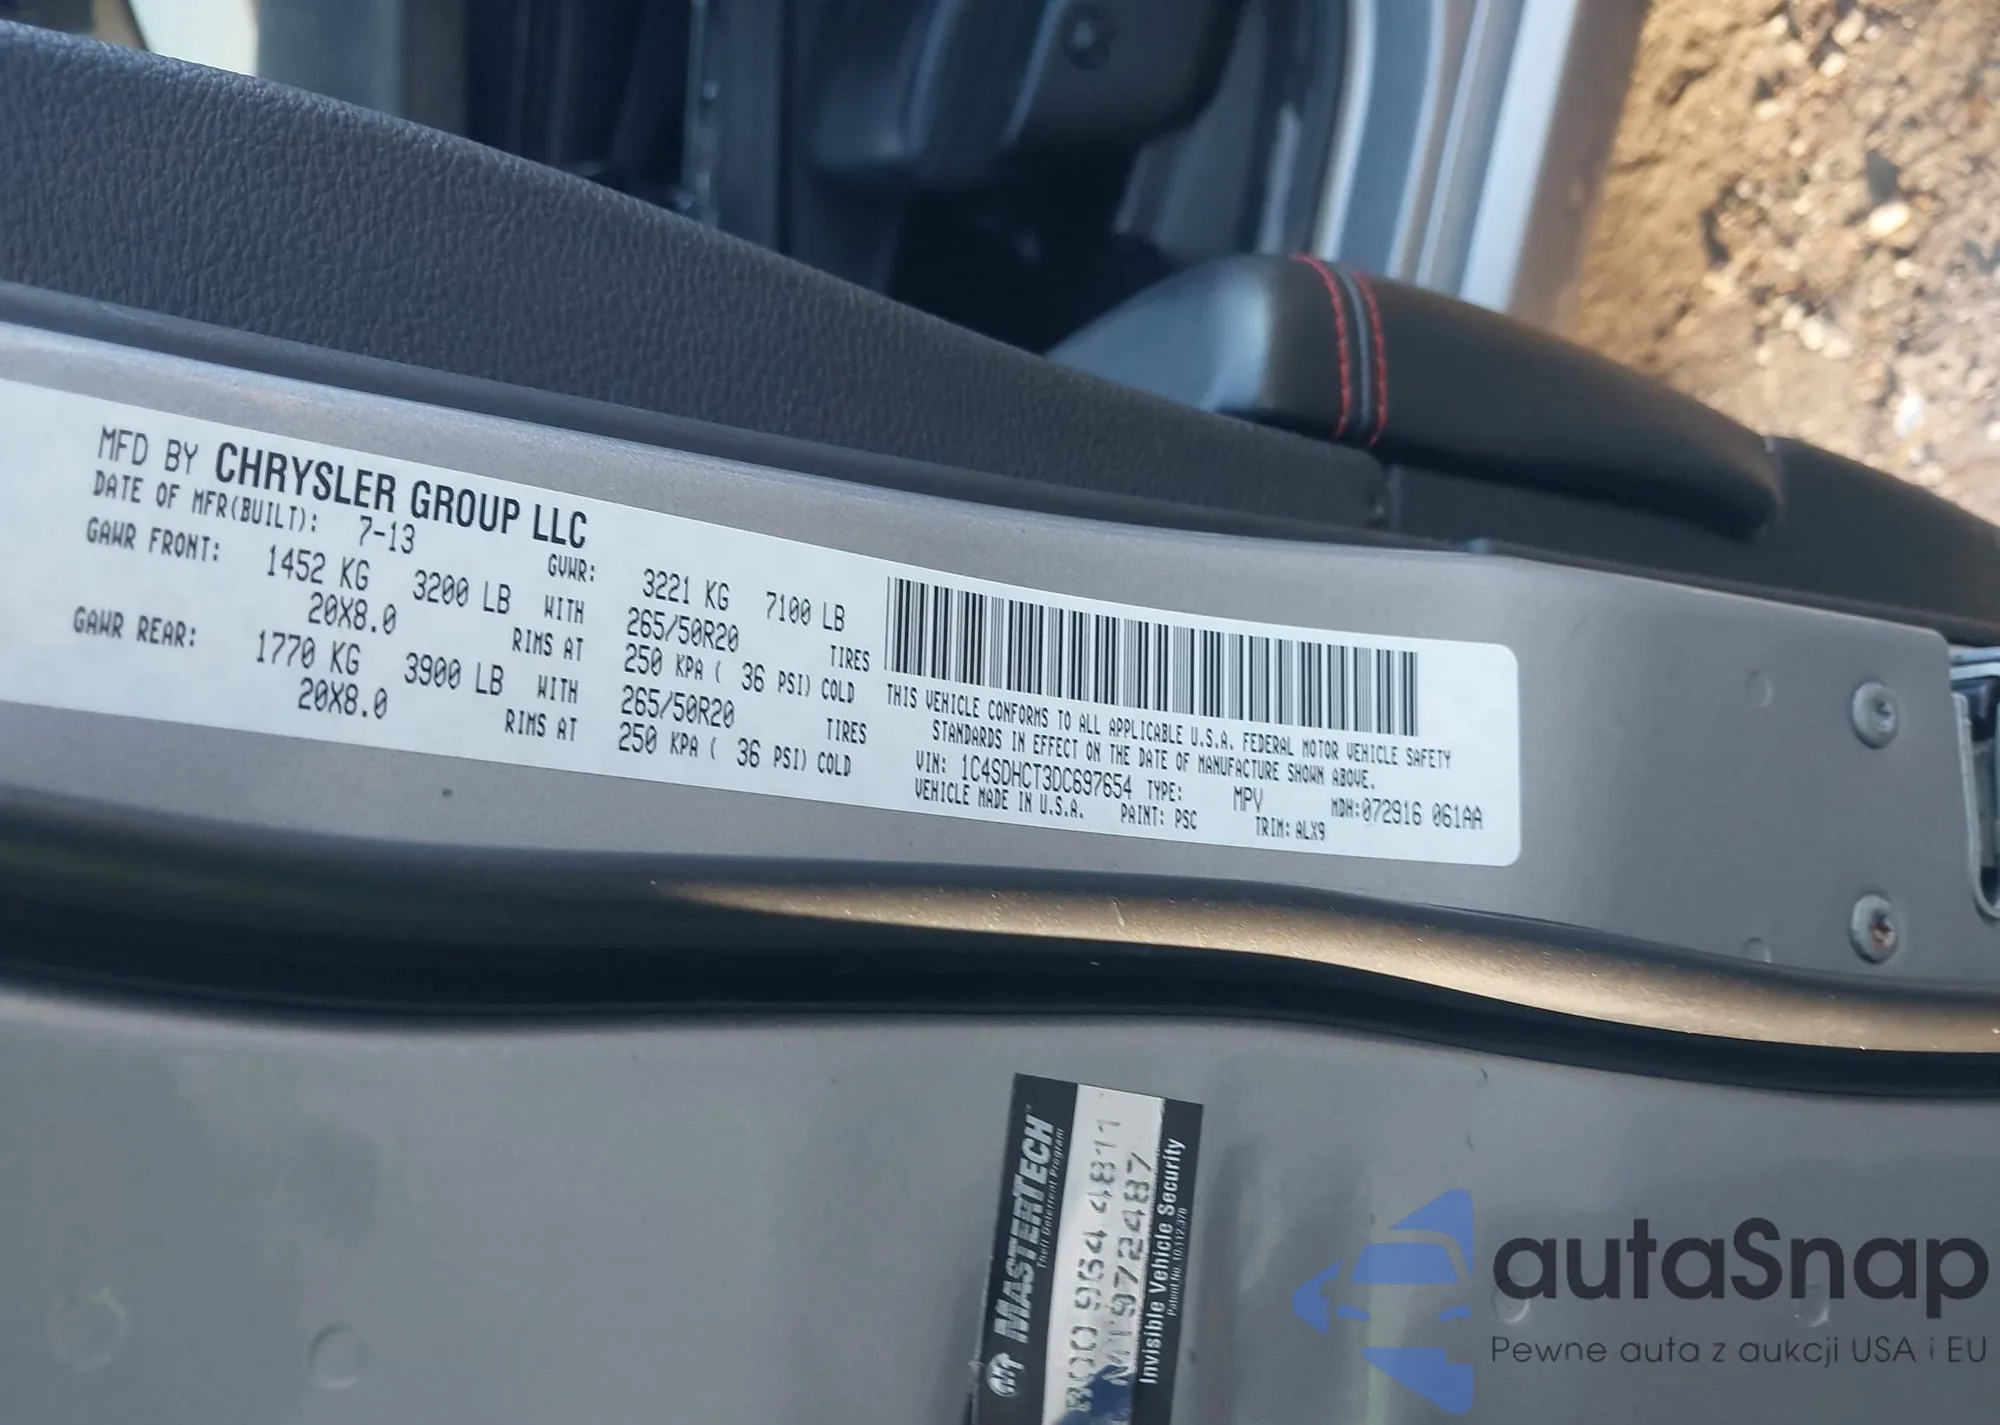 MFD BY CHRYSLER GROUP LLC
DATE OF MFR(BUILT): 7-13 GVWR: 3221 KG 7100 LB
GAWR FRONT: 1452 KG 3200 LB WITH 265/50R20 TIRES
20X8.0 RIMS AT 250 KPA ( 36 PSI) COLD
GAWR REAR: 1770 KG 3900 LB WITH 265/50R20 TIRES
20X8.0 RIMS AT 250 KPA ( 36 PSI) COLD
THIS VEHICLE CONFORMS TO ALL APPLICABLE U.S.A. FEDERAL MOTOR VEHICLE SAFETY
STANDARDS IN EFFECT ON THE DATE OF MANUFACTURE SHOWN ABOVE.
VIN: 1C4SDHCT3DC697654 TYPE: MPV MDH:072916 061AA
VEHICLE MADE IN U.S.A. PAINT: PSC TRIM: ALX9
MASTERTECH
Theft Deterrent Program
Invisible Vehicle Security
autaSnap
Pewne auta z aukcji USA i EU